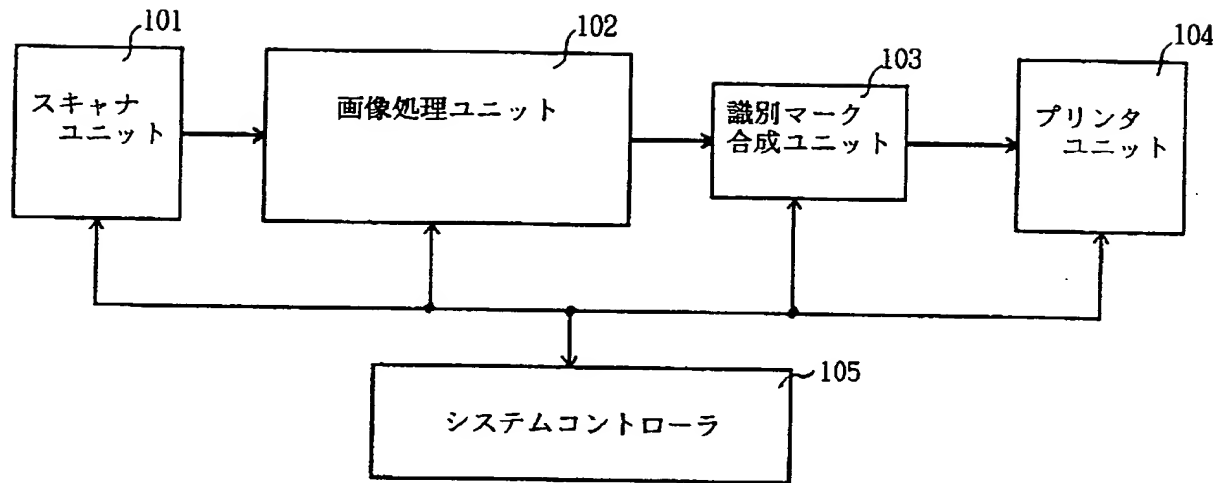 101
スキャナ
ユニット
102
画像処理ユニット
103
識別マーク
合成ユニット
104
プリンタ
ユニット
105
システムコントローラ